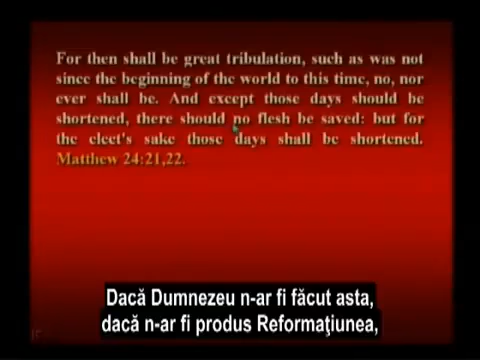 For then shall be great tribulation, such as was not
since the beginning of the world to this time, no, nor
ever shall be. And except those days should be
shortened, there should no flesh be saved: but for
the elect's sake those days shall be shortened.
Matthew 24:21,22.
Dacă Dumnezeu n-ar fi făcut asta,
dacă n-ar fi produs Reformaţiunea,